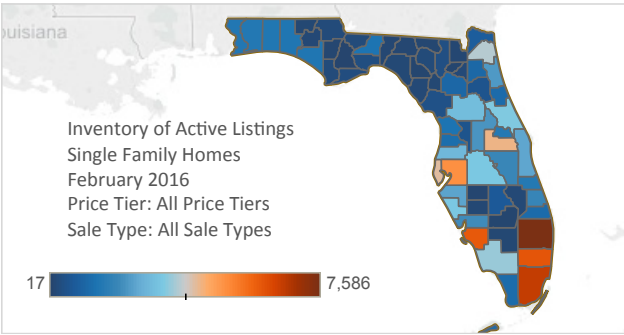 ouisiana
Inventory of Active Listings
Single Family Homes
February 2016
Price Tier: All Price Tiers
Sale Type: All Sale Types
17 7,586